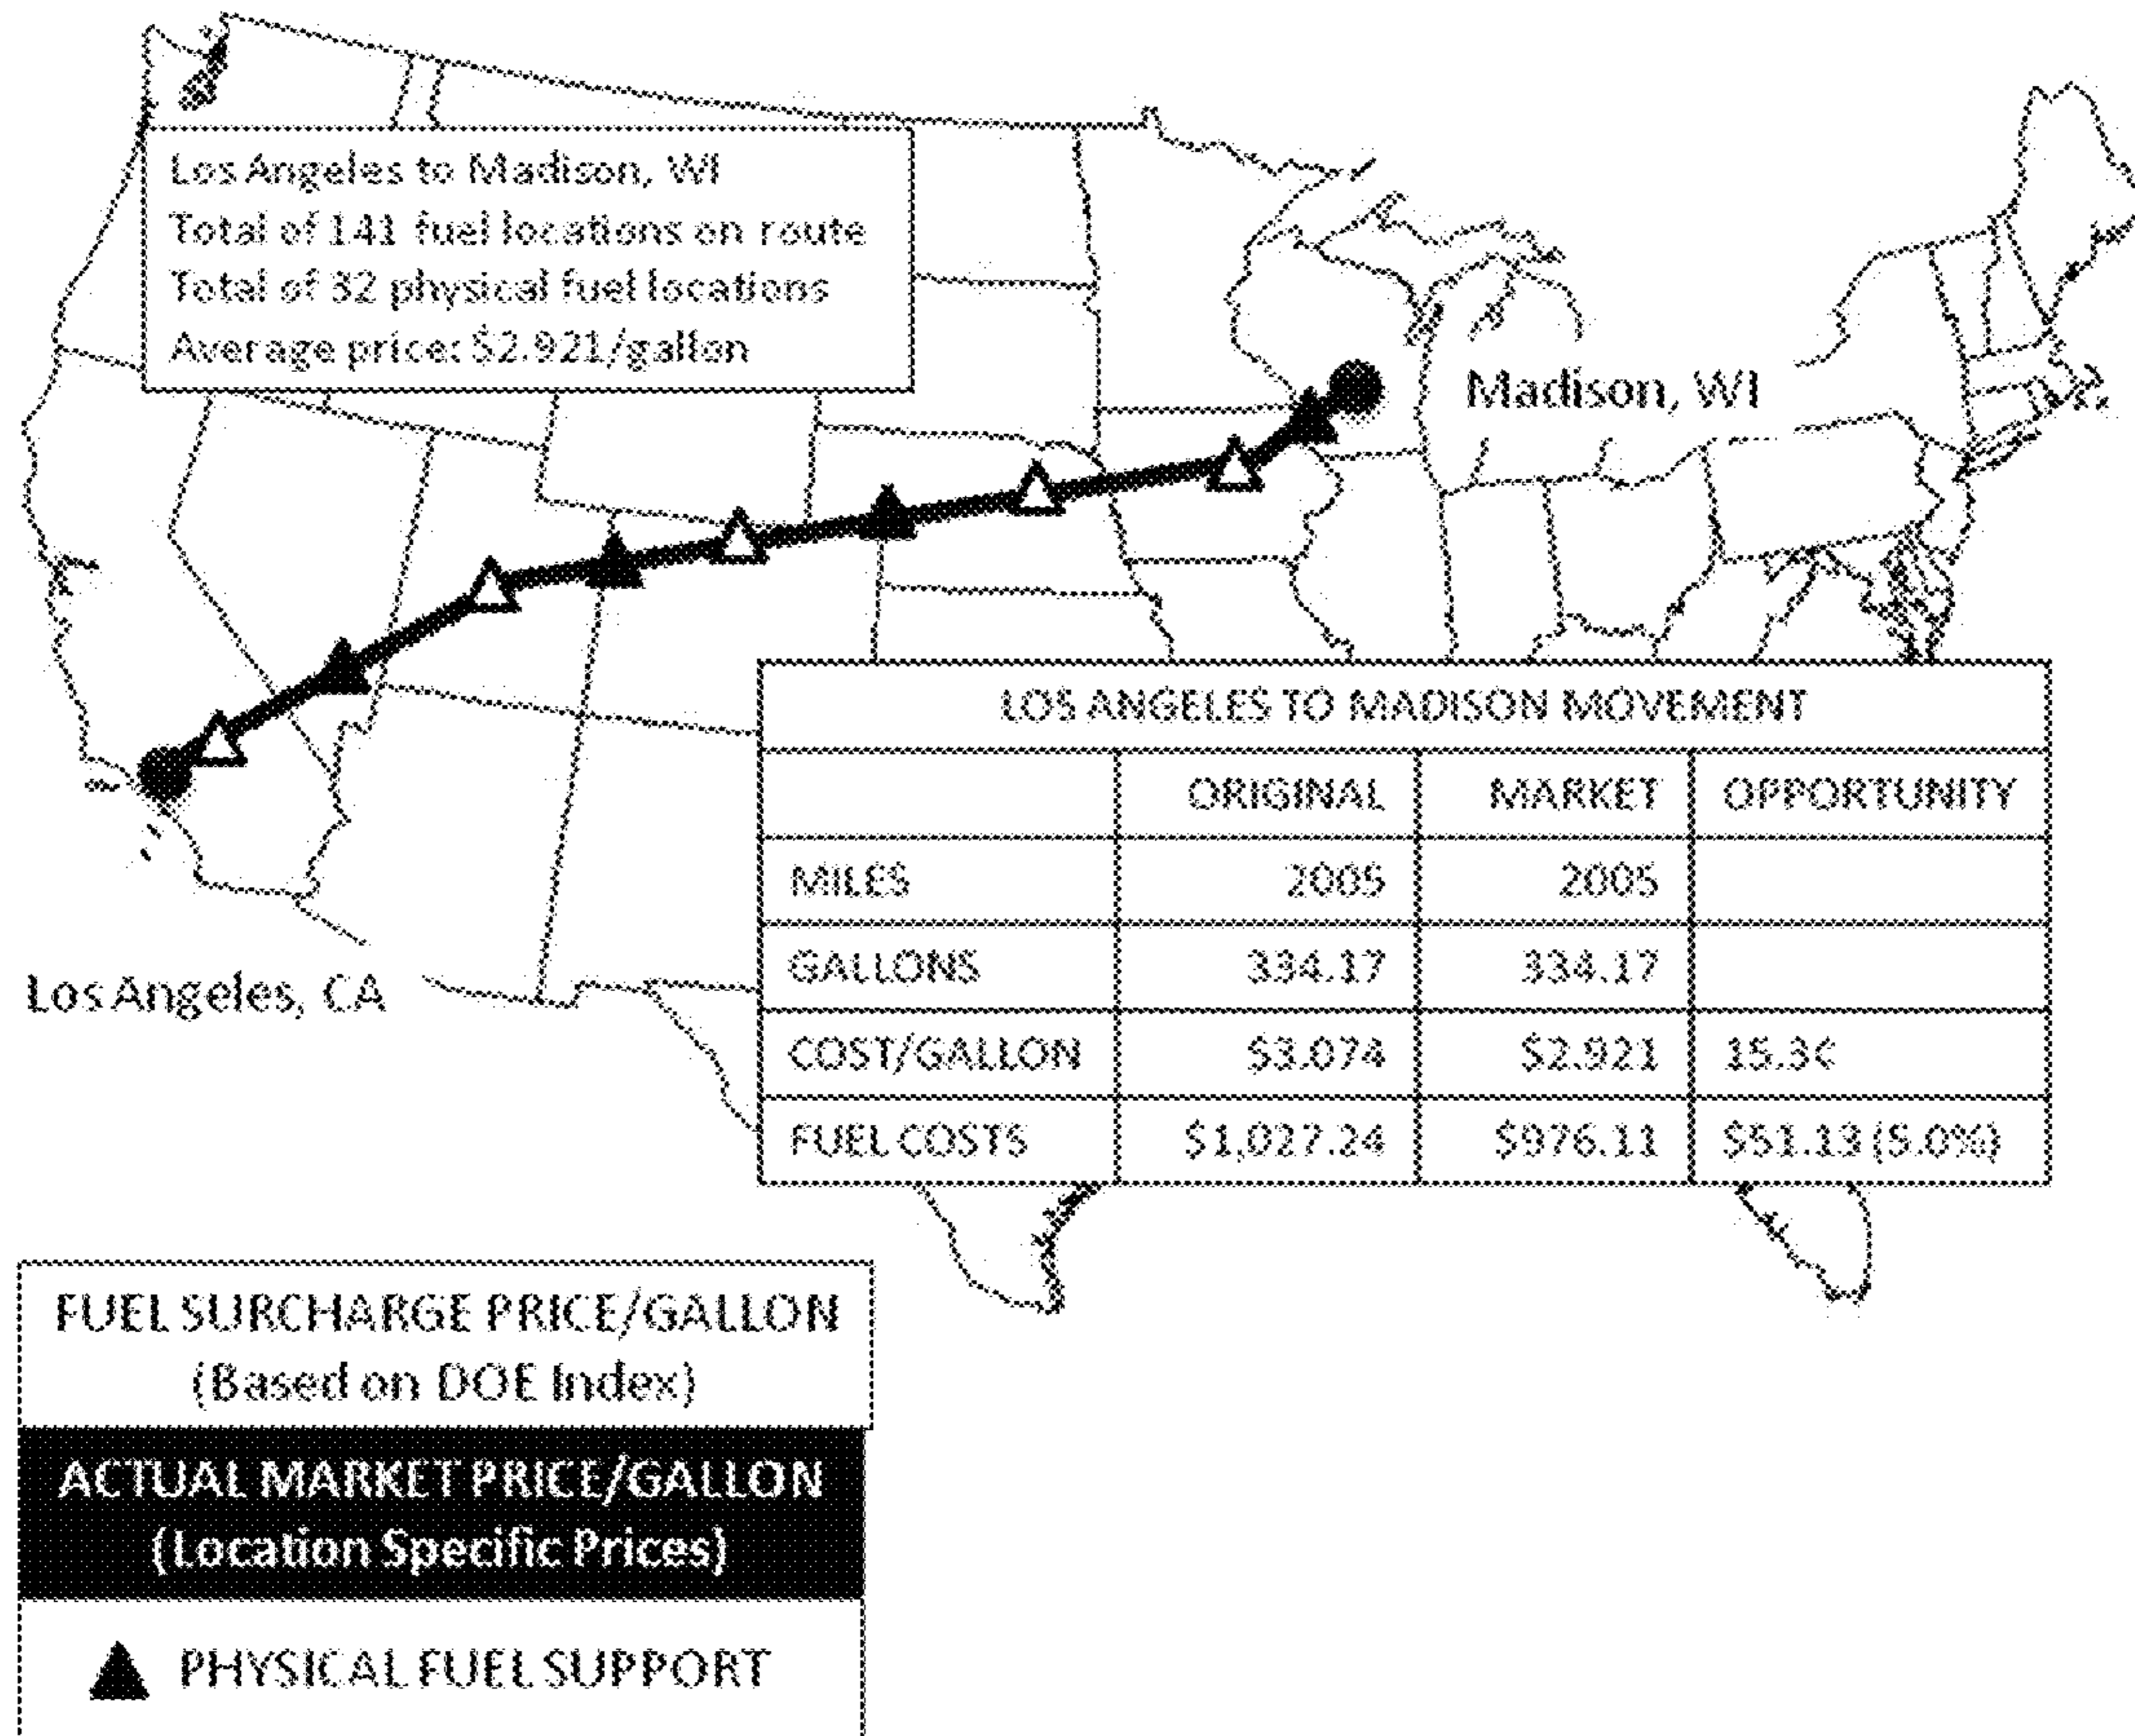 Los Angeles to Madison, WI
Total of 141 fuel locations on route
Total of 32 physical fuel locations
Average price: $2.921/gallon
Madison, WI
Los Angeles, CA
LOS ANGELES TO MADISON MOVEMENT
ORIGINAL MARKET OPPORTUNITY
MILES 2005 2005
GALLONS 334.17 334.17
COST/GALLON $3.074 $2.921 15.3¢
FUEL COSTS $1,027.24 $976.11 $51.13 (5.0%)
FUEL SURCHARGE PRICE/GALLON
(Based on DOE Index)
ACTUAL MARKET PRICE/GALLON
(Location Specific Prices)
PHYSICAL FUEL SUPPORT